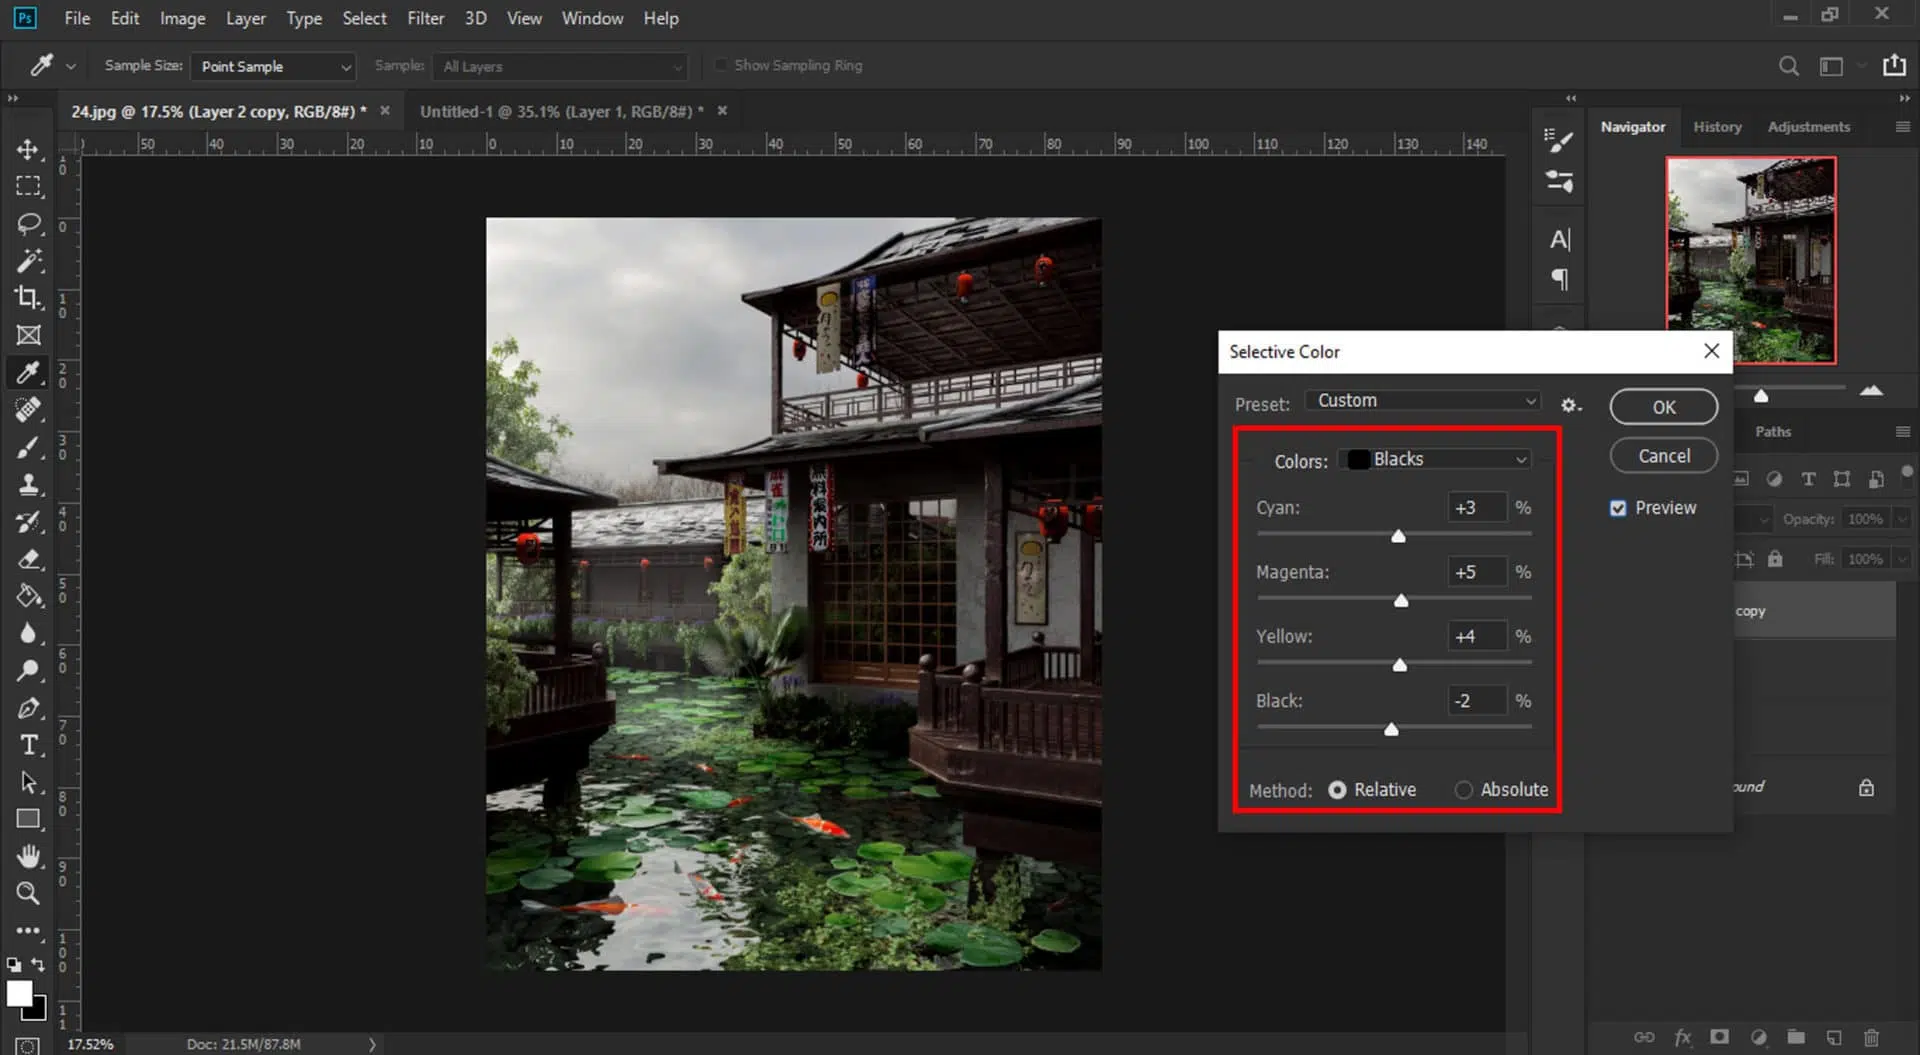 Ps File Edit Image Layer Type Select Filter 3D View Window Help
Sample Size: Point Sample Sample: All Layers Show Sampling Ring
24.jpg @ 17.5% (Layer 2 copy, RGB/8#) * × Untitled-1 @ 35.1% (Layer 1, RGB/8#) * ×
Navigator History Adjustments
50 40 30 20 10 0 10 20 30 40 50 60 70 80 90 100 110 120 130 140
Selective Color
Preset: Custom
OK
Cancel
Preview
Colors: Blacks
Cyan: +3 %
Magenta: +5 %
Yellow: +4 %
Black: -2 %
Method: Relative Absolute
Paths
Opacity: 100%
Fill: 100%
copy
ound
無料案内所
17.52% Doc: 21.5M/87.8M